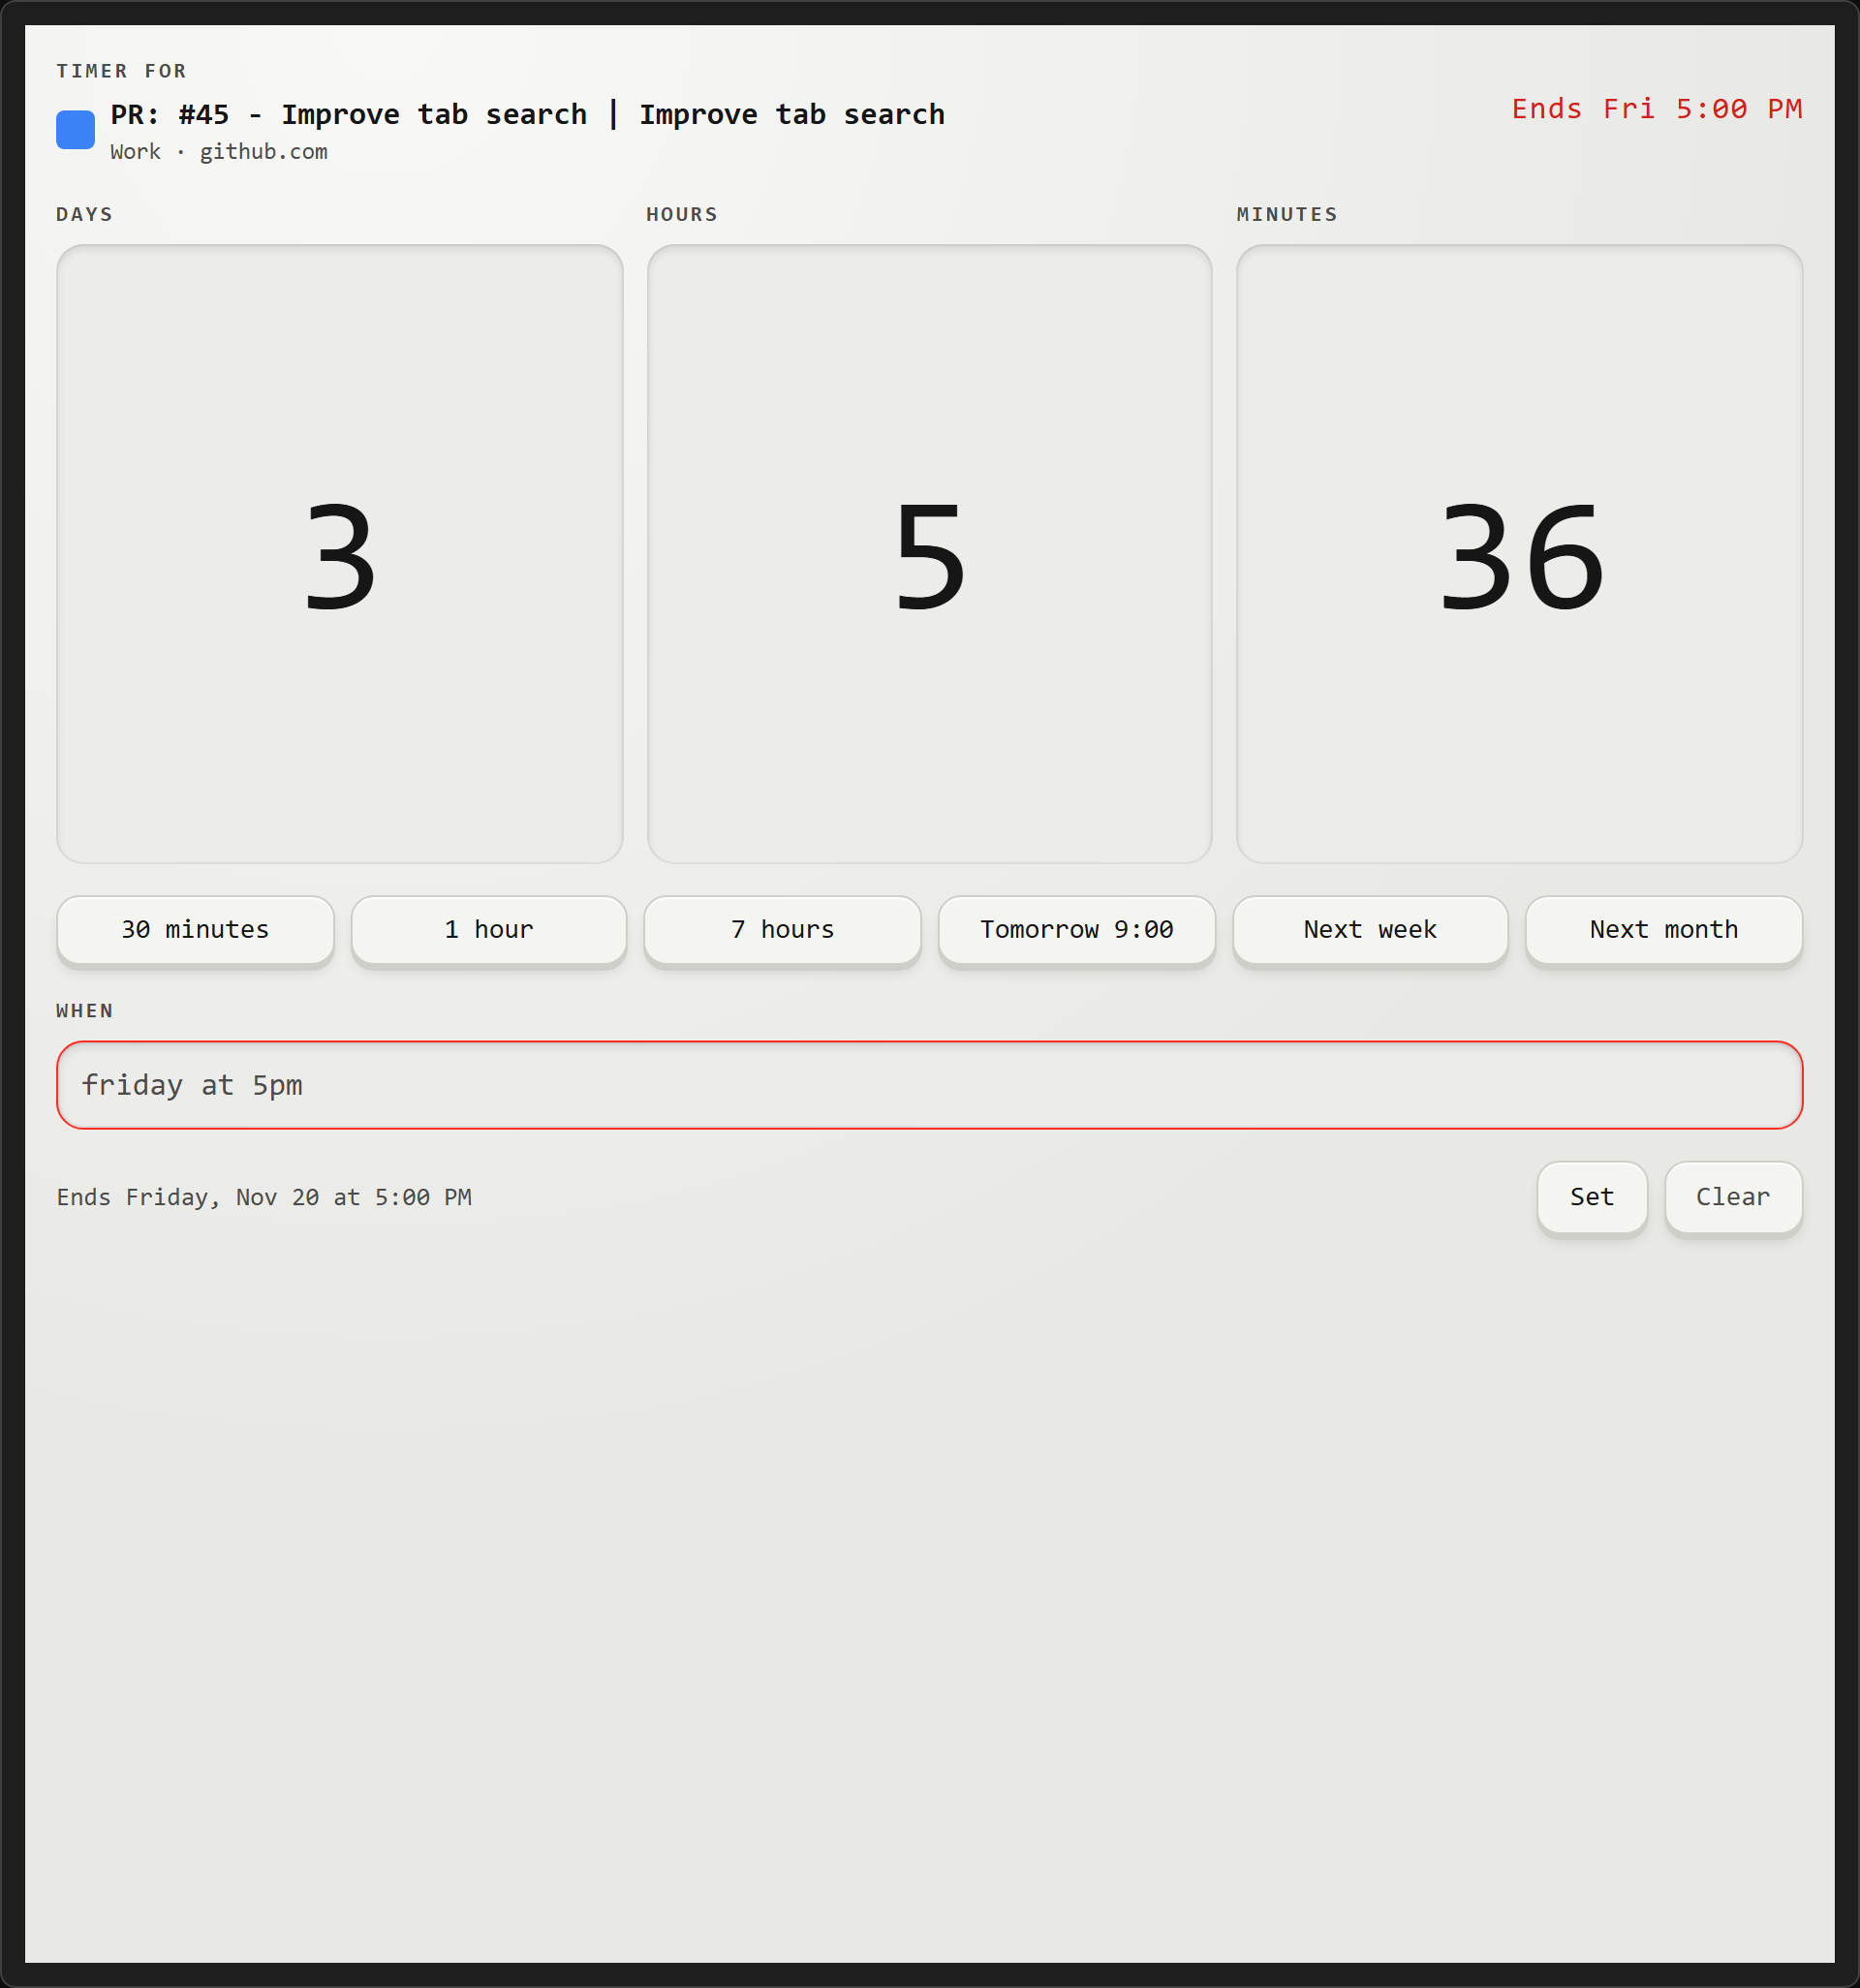 TIMER FOR
PR: #45 - Improve tab search | Improve tab search
Ends Fri 5:00 PM
Work · github.com
DAYS
HOURS
MINUTES
3
5
36
30 minutes
1 hour
7 hours
Tomorrow 9:00
Next week
Next month
WHEN
friday at 5pm
Ends Friday, Nov 20 at 5:00 PM
Set
Clear